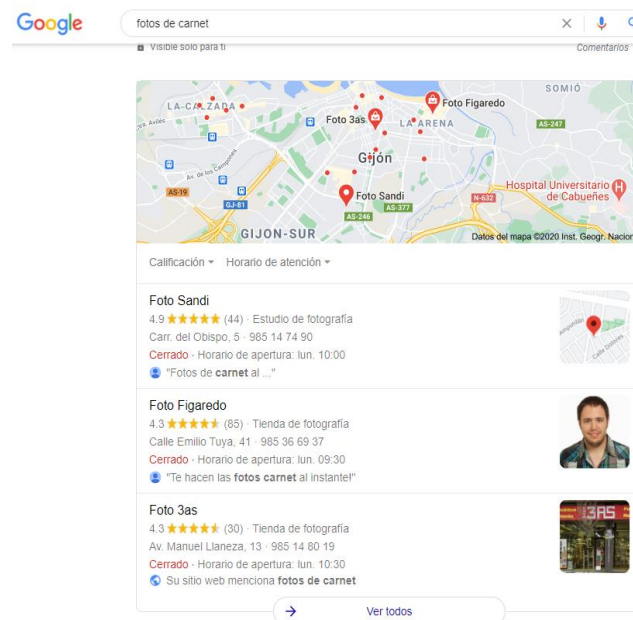 Google
fotos de carnet
Visible solo para ti
Comentarios
LA CALZADA
Foto Figaredo
SOMIÓ
Foto 3as
LA ARENA
AS-247
Gijón
Hospital Universitario
de Cabueñes
AS-19
Foto Sandi
N-632
GJ-81
AS-377
AS-246
GIJON-SUR
Datos del mapa ©2020 Inst. Geogr. Nacion
Calificación
Horario de atención
Foto Sandi
4.9 (44) · Estudio de fotografía
Carr. del Obispo, 5 · 985 14 74 90
Cerrado · Horario de apertura: lun. 10:00
"Fotos de carnet al ..."
Calle Dolores
Foto Figaredo
4.3 (85) · Tienda de fotografía
Calle Emilio Tuya, 41 · 985 36 69 37
Cerrado · Horario de apertura: lun. 09:30
"Te hacen las fotos carnet al instante!"
Foto 3as
4.3 (30) · Tienda de fotografía
Av. Manuel Llaneza, 13 · 985 14 80 19
Cerrado · Horario de apertura: lun. 10:30
Su sitio web menciona fotos de carnet
3AS
Ver todos